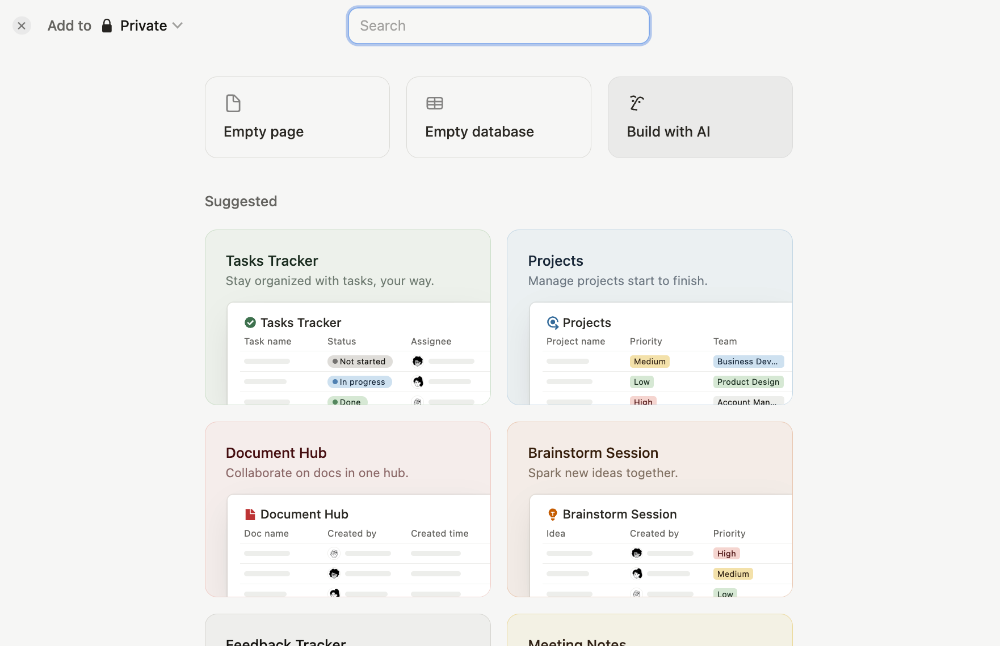 Add to Private
Search
Empty page
Empty database
Build with AI
Suggested
Tasks Tracker
Stay organized with tasks, your way.
Tasks Tracker
Task name Status Assignee
Not started
In progress
Done
Projects
Manage projects start to finish.
Projects
Project name Priority Team
Medium Business Dev...
Low Product Design
High Account Man...
Document Hub
Collaborate on docs in one hub.
Document Hub
Doc name Created by Created time
Brainstorm Session
Spark new ideas together.
Brainstorm Session
Idea Created by Priority
High
Medium
Low
Feedback Tracker
Meeting Notes